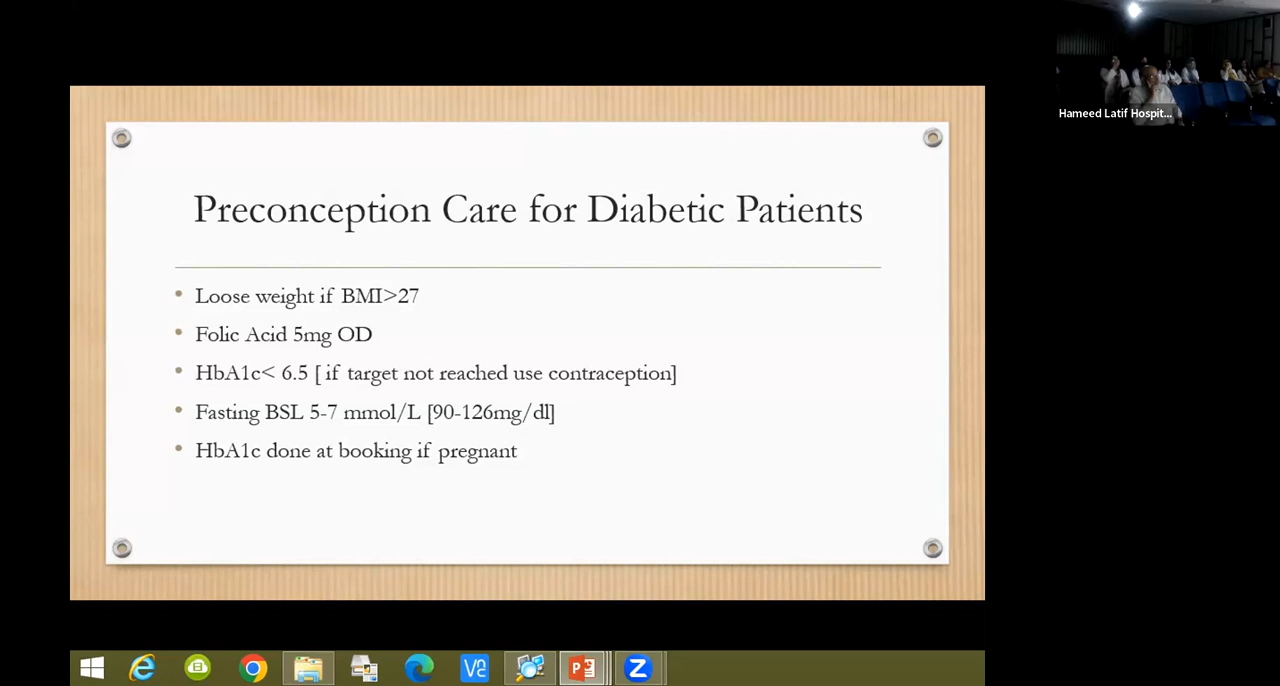 Hameed Latif Hospit...
Preconception Care for Diabetic Patients
Loose weight if BMI>27
Folic Acid 5mg OD
HbA1c< 6.5 [ if target not reached use contraception]
Fasting BSL 5-7 mmol/L [90-126mg/dl]
HbA1c done at booking if pregnant